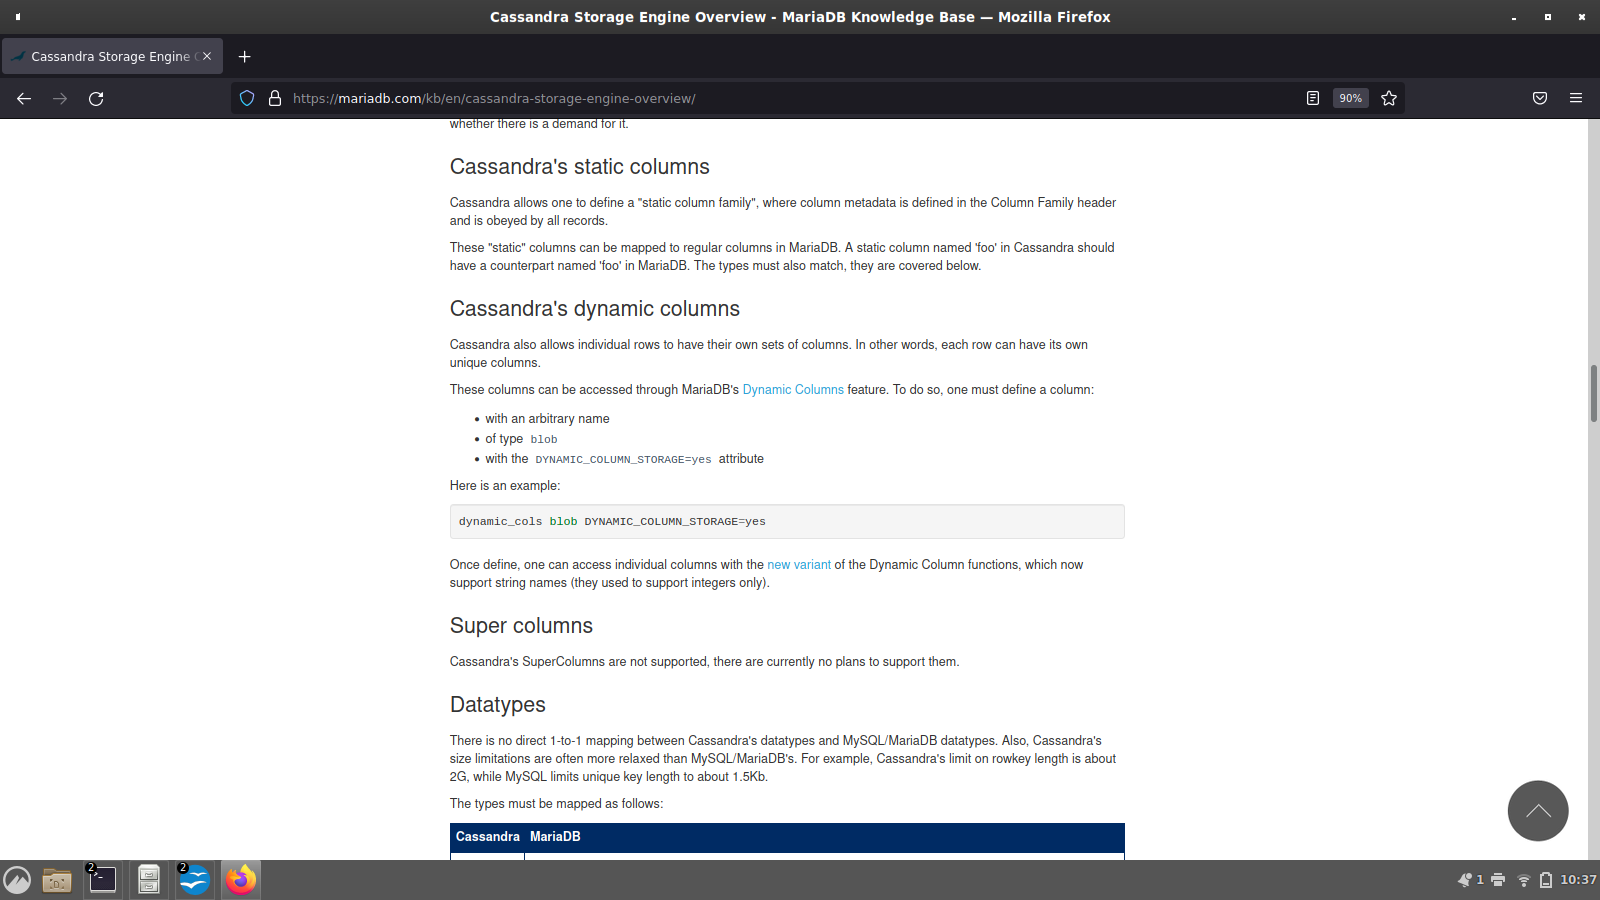 Cassandra Storage Engine Overview - MariaDB Knowledge Base — Mozilla Firefox
Cassandra Storage Engine
https://mariadb.com/kb/en/cassandra-storage-engine-overview/
90%
whether there is a demand for it.
Cassandra's static columns
Cassandra allows one to define a "static column family", where column metadata is defined in the Column Family header
and is obeyed by all records.
These "static" columns can be mapped to regular columns in MariaDB. A static column named 'foo' in Cassandra should
have a counterpart named 'foo' in MariaDB. The types must also match, they are covered below.
Cassandra's dynamic columns
Cassandra also allows individual rows to have their own sets of columns. In other words, each row can have its own
unique columns.
These columns can be accessed through MariaDB's Dynamic Columns feature. To do so, one must define a column:
• with an arbitrary name
• of type blob
• with the DYNAMIC_COLUMN_STORAGE=yes attribute
Here is an example:
dynamic_cols blob DYNAMIC_COLUMN_STORAGE=yes
Once define, one can access individual columns with the new variant of the Dynamic Column functions, which now
support string names (they used to support integers only).
Super columns
Cassandra's SuperColumns are not supported, there are currently no plans to support them.
Datatypes
There is no direct 1-to-1 mapping between Cassandra's datatypes and MySQL/MariaDB datatypes. Also, Cassandra's
size limitations are often more relaxed than MySQL/MariaDB's. For example, Cassandra's limit on rowkey length is about
2G, while MySQL limits unique key length to about 1.5Kb.
The types must be mapped as follows:
Cassandra MariaDB
2
2
1
10:37